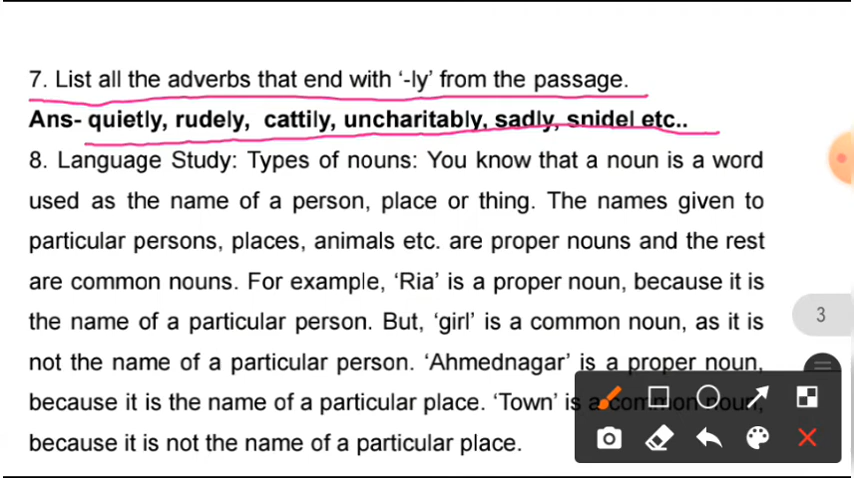 7. List all the adverbs that end with ‘-ly’ from the passage.
Ans- quietly, rudely, cattily, uncharitably, sadly, snidel etc..
8. Language Study: Types of nouns: You know that a noun is a word
used as the name of a person, place or thing. The names given to
particular persons, places, animals etc. are proper nouns and the rest
are common nouns. For example, ‘Ria’ is a proper noun, because it is
the name of a particular person. But, ‘girl’ is a common noun, as it is
3
not the name of a particular person. ‘Ahmednagar’ is a proper noun,
because it is the name of a particular place. ‘Town’ is a common noun,
because it is not the name of a particular place.